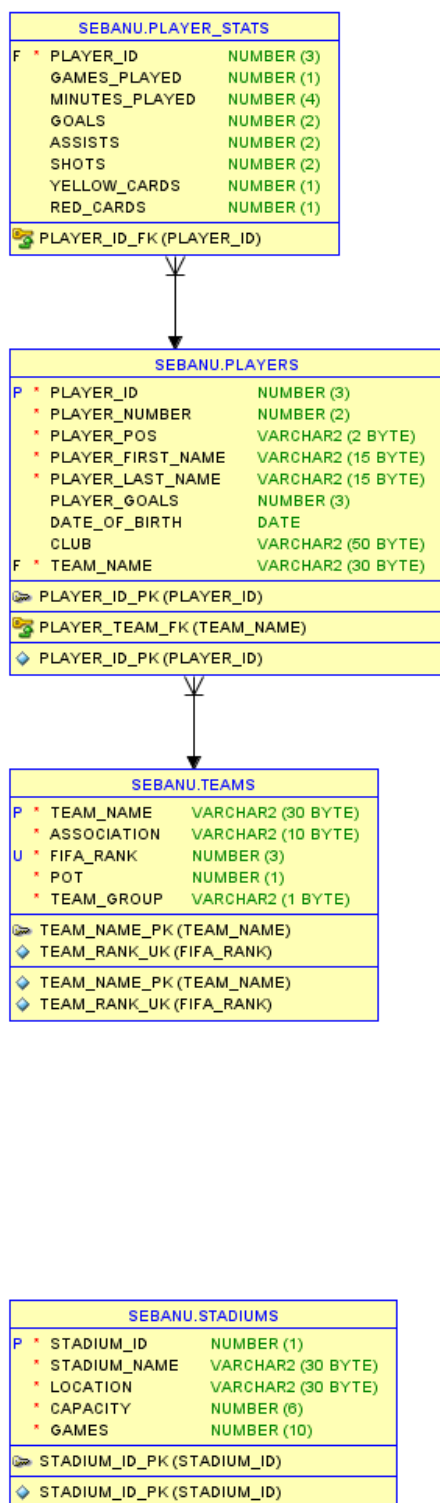 SEBANU.PLAYER_STATS
F * PLAYER_ID NUMBER (3)
GAMES_PLAYED NUMBER (1)
MINUTES_PLAYED NUMBER (4)
GOALS NUMBER (2)
ASSISTS NUMBER (2)
SHOTS NUMBER (2)
YELLOW_CARDS NUMBER (1)
RED_CARDS NUMBER (1)
PLAYER_ID_FK (PLAYER_ID)
SEBANU.PLAYERS
P * PLAYER_ID NUMBER (3)
* PLAYER_NUMBER NUMBER (2)
* PLAYER_POS VARCHAR2 (2 BYTE)
* PLAYER_FIRST_NAME VARCHAR2 (15 BYTE)
* PLAYER_LAST_NAME VARCHAR2 (15 BYTE)
PLAYER_GOALS NUMBER (3)
DATE_OF_BIRTH DATE
CLUB VARCHAR2 (50 BYTE)
F * TEAM_NAME VARCHAR2 (30 BYTE)
PLAYER_ID_PK (PLAYER_ID)
PLAYER_TEAM_FK (TEAM_NAME)
PLAYER_ID_PK (PLAYER_ID)
SEBANU.TEAMS
P * TEAM_NAME VARCHAR2 (30 BYTE)
* ASSOCIATION VARCHAR2 (10 BYTE)
U * FIFA_RANK NUMBER (3)
* POT NUMBER (1)
* TEAM_GROUP VARCHAR2 (1 BYTE)
TEAM_NAME_PK (TEAM_NAME)
TEAM_RANK_UK (FIFA_RANK)
TEAM_NAME_PK (TEAM_NAME)
TEAM_RANK_UK (FIFA_RANK)
SEBANU.STADIUMS
P * STADIUM_ID NUMBER (1)
* STADIUM_NAME VARCHAR2 (30 BYTE)
* LOCATION VARCHAR2 (30 BYTE)
* CAPACITY NUMBER (6)
* GAMES NUMBER (10)
STADIUM_ID_PK (STADIUM_ID)
STADIUM_ID_PK (STADIUM_ID)